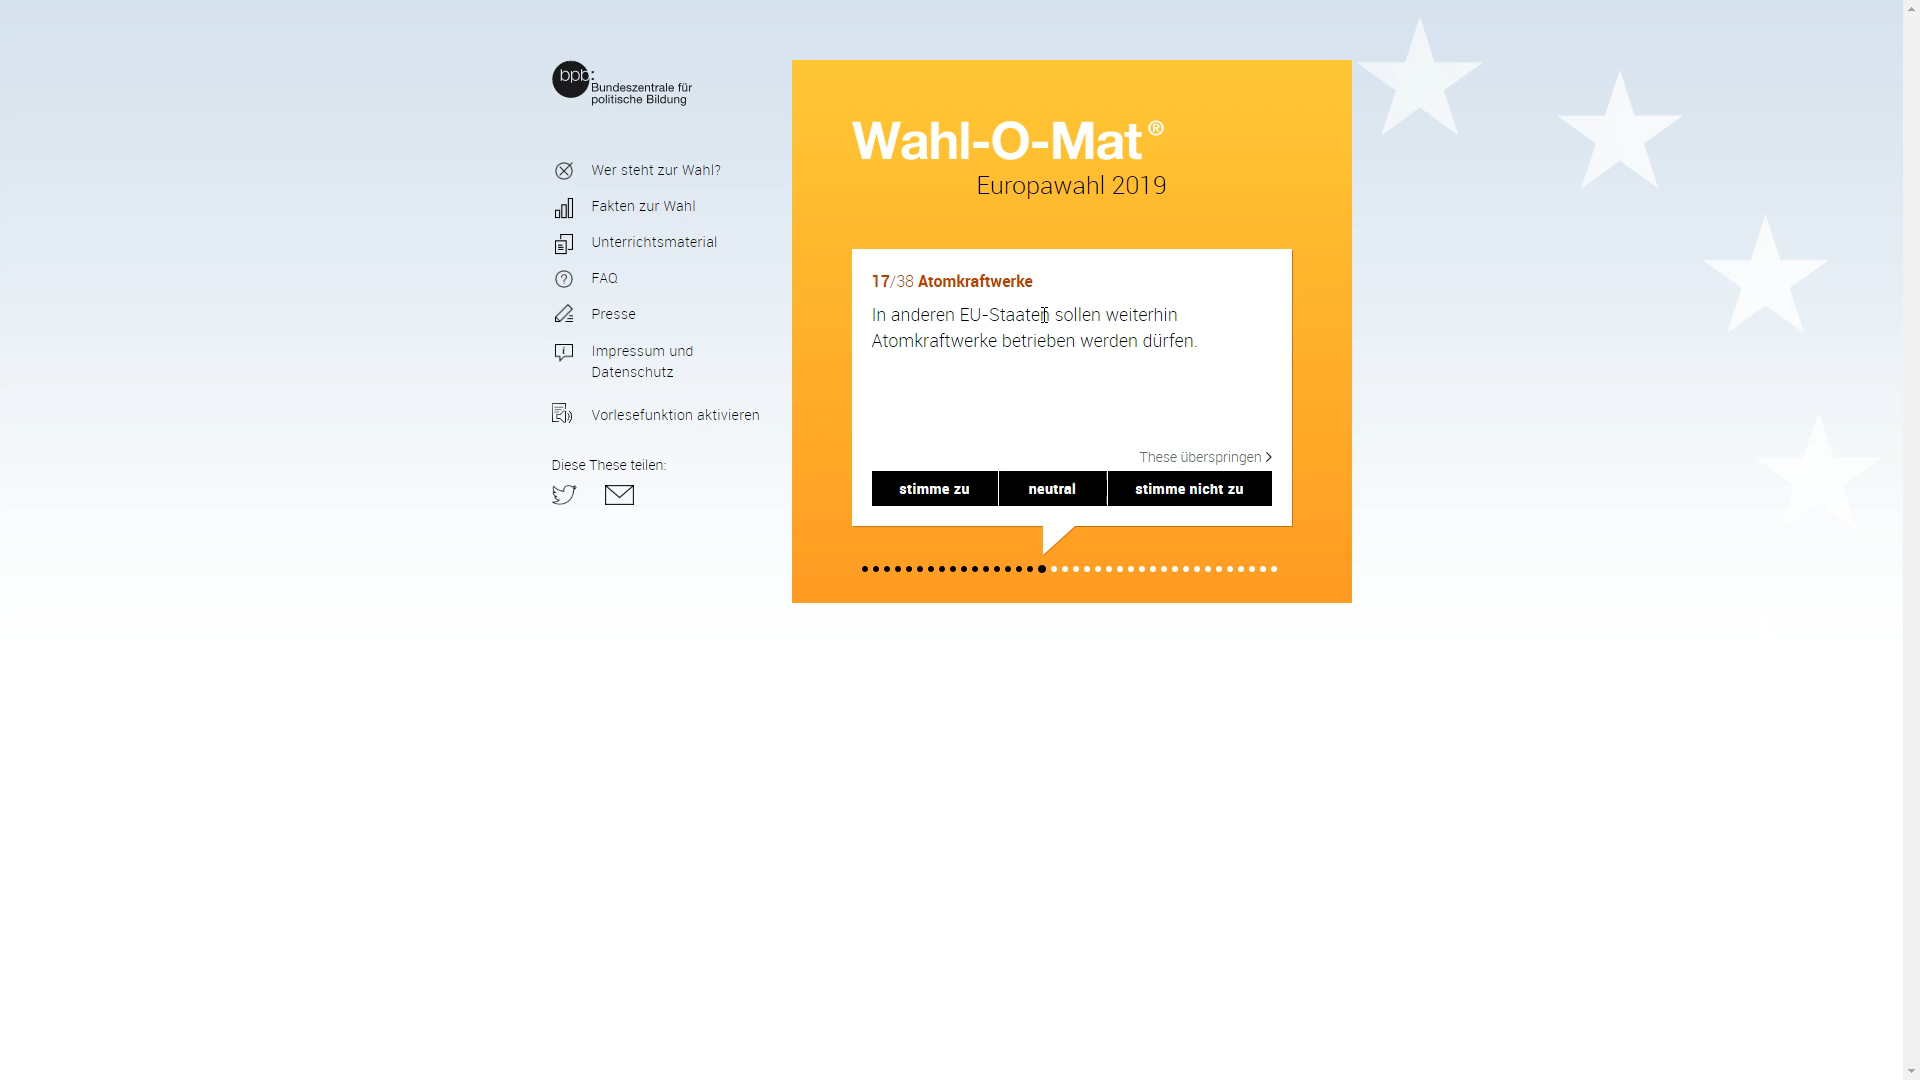 bpb:
Bundeszentrale für
politische Bildung
Wer steht zur Wahl?
Fakten zur Wahl
Unterrichtsmaterial
FAQ
Presse
Impressum und
Datenschutz
Vorlesefunktion aktivieren
Diese These teilen:
Wahl-O-Mat®
Europawahl 2019
17/38 Atomkraftwerke
In anderen EU-Staaten sollen weiterhin
Atomkraftwerke betrieben werden dürfen.
These überspringen
stimme zu neutral stimme nicht zu